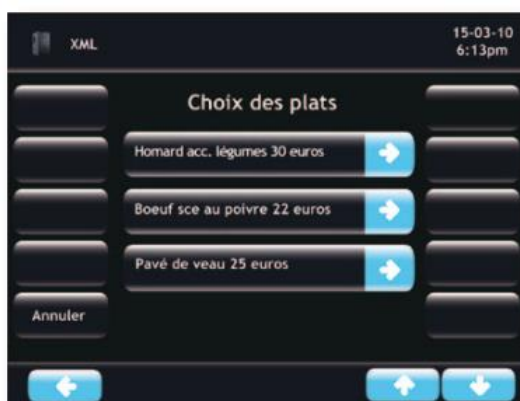 XML
15-03-10
6:13pm
Choix des plats
Homard acc. légumes 30 euros
Boeuf sce au poivre 22 euros
Pavé de veau 25 euros
Annuler